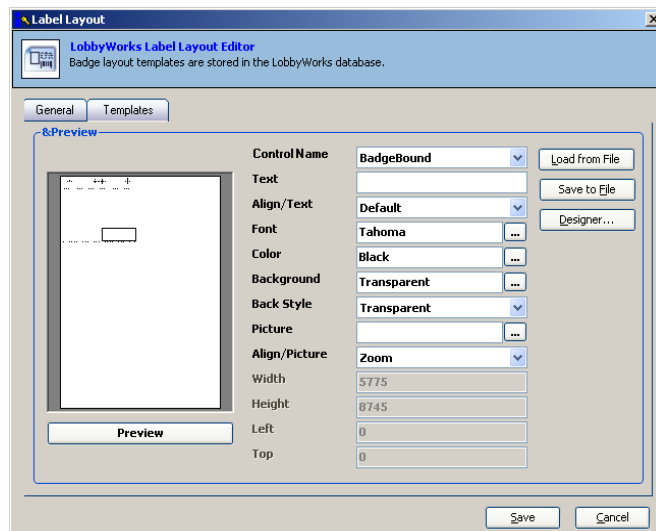 Label Layout
LobbyWorks Label Layout Editor
Badge layout templates are stored in the LobbyWorks database.
General Templates
&Preview
Control Name BadgeBound Load from File
Text Save to File
Align/Text Default Designer...
Font Tahoma ...
Color Black ...
Background Transparent ...
Back Style Transparent
Picture ...
Align/Picture Zoom
Width 5775
Height 8745
Left 0
Top 0
Preview
Save Cancel